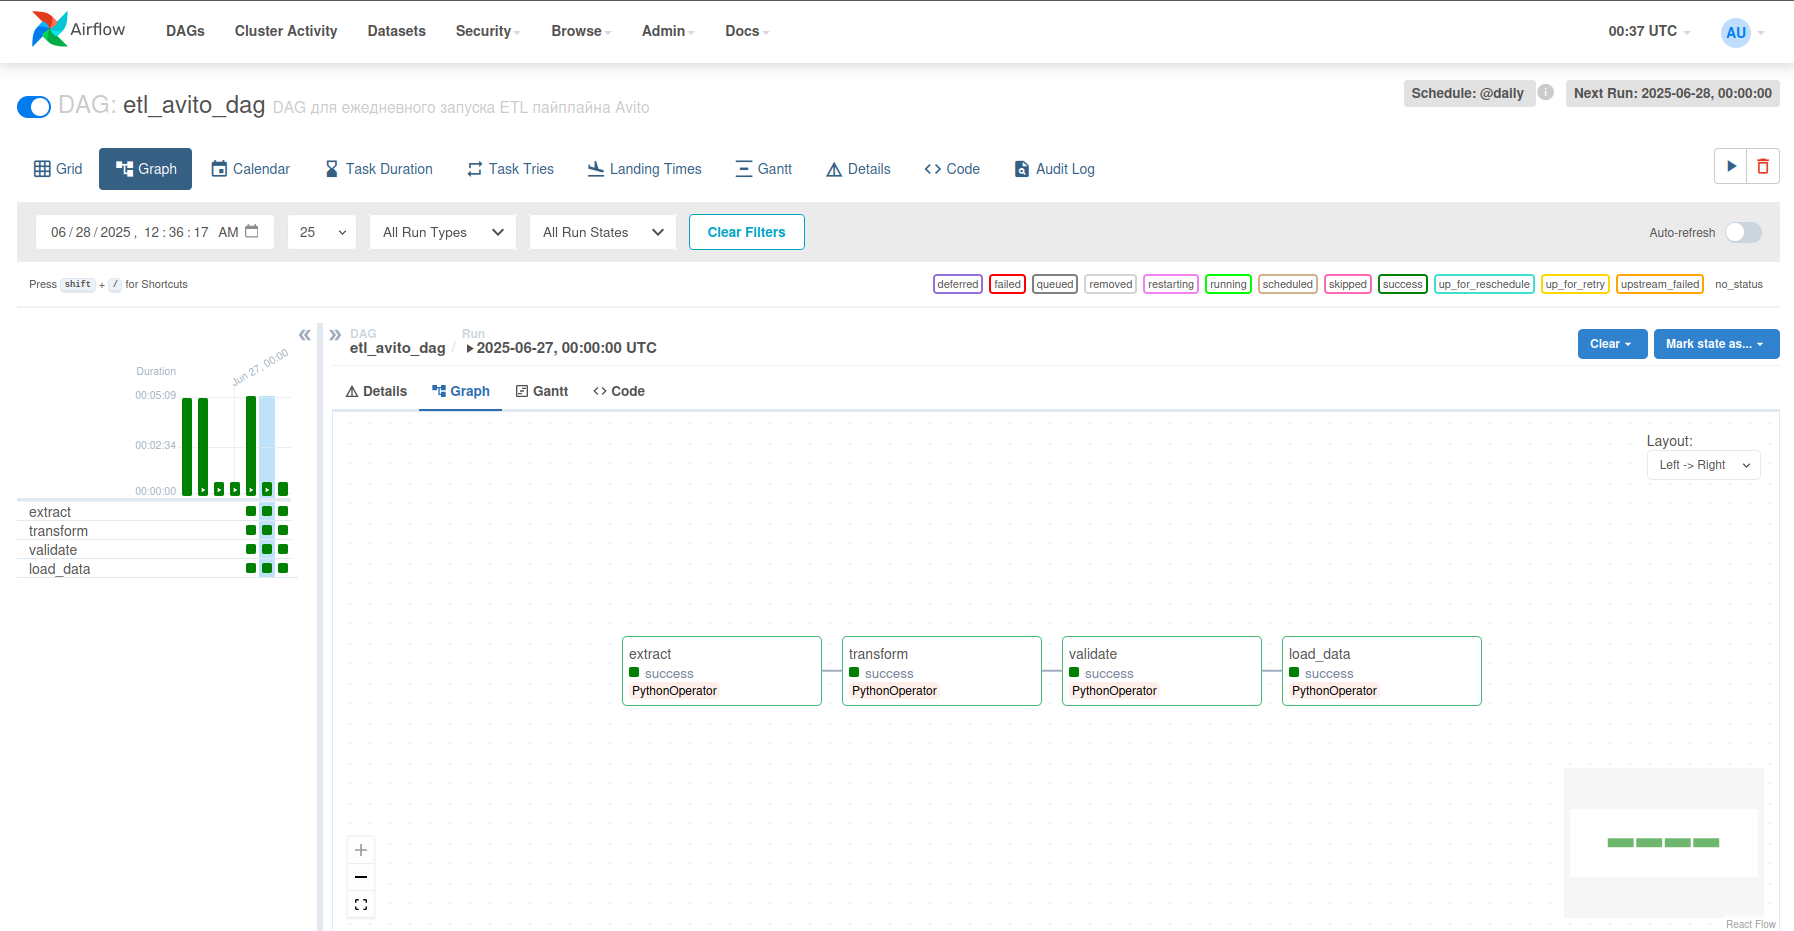 Airflow DAGs Cluster Activity Datasets Security Browse Admin Docs 00:37 UTC AU
DAG: etl_avito_dag DAG для ежедневного запуска ETL пайплайна Avito Schedule: @daily i Next Run: 2025-06-28, 00:00:00
Grid Graph Calendar Task Duration Task Tries Landing Times Gantt Details Code Audit Log
06/28/2025, 12:36:17 AM 25 All Run Types All Run States Clear Filters Auto-refresh
Press shift + / for Shortcuts deferred failed queued removed restarting running scheduled skipped success up_for_reschedule up_for_retry upstream_failed no_status
DAG Run
etl_avito_dag / 2025-06-27, 00:00:00 UTC Clear Mark state as...
Jun 27, 00:00
Duration
00:05:09
00:02:34
00:00:00
extract
transform
validate
load_data
Details Graph Gantt Code
Layout:
Left -> Right
extract
success
PythonOperator
transform
success
PythonOperator
validate
success
PythonOperator
load_data
success
PythonOperator
React Flow